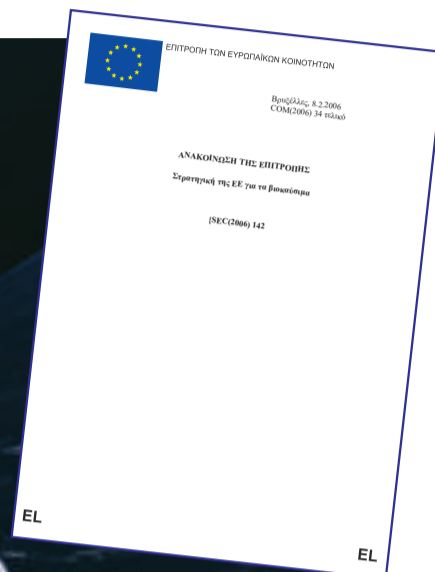 ΕΠΙΤΡΟΠΗ ΤΩΝ ΕΥΡΩΠΑΪΚΩΝ ΚΟΙΝΟΤΗΤΩΝ
Βρυξέλλες, 8.2.2006
COM(2006) 34 τελικό
ΑΝΑΚΟΙΝΩΣΗ ΤΗΣ ΕΠΙΤΡΟΠΗΣ
Στρατηγική της ΕΕ για τα βιοκαύσιμα
{SEC(2006) 142
EL
EL